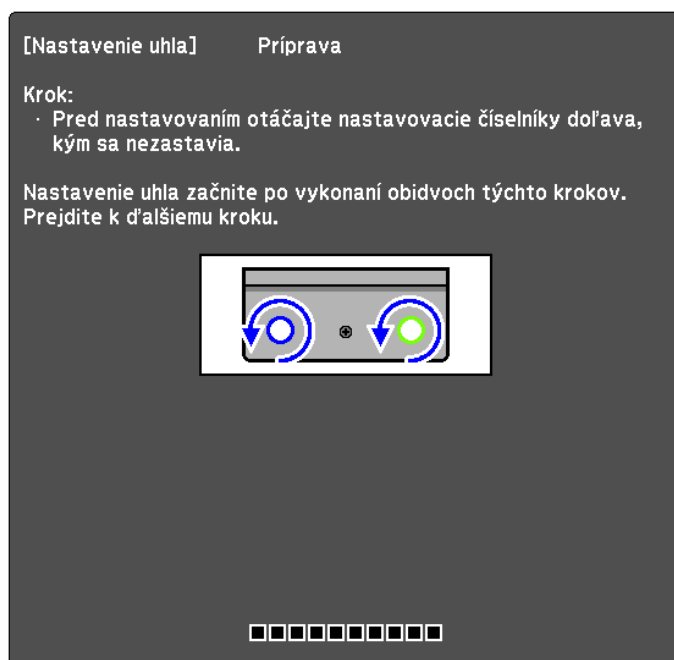 [Nastavenie uhla] Príprava
Krok:
· Pred nastavovaním otáčajte nastavovacie číselníky doľava,
kým sa nezastavia.
Nastavenie uhla začnite po vykonaní obidvoch týchto krokov.
Prejdite k ďalšiemu kroku.